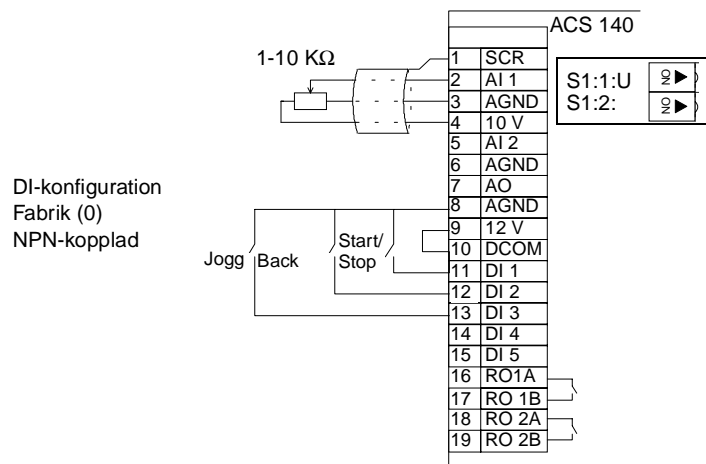 ACS 140
1-10 KΩ
1 SCR
2 AI 1
3 AGND
4 10 V
5 AI 2
6 AGND
7 AO
8 AGND
9 12 V
10 DCOM
11 DI 1
12 DI 2
13 DI 3
14 DI 4
15 DI 5
16 RO1A
17 RO 1B
18 RO 2A
19 RO 2B
S1:1:U
S1:2:
ON
ON
DI-konfiguration
Fabrik (0)
NPN-kopplad
Jogg
Back
Start/
Stop